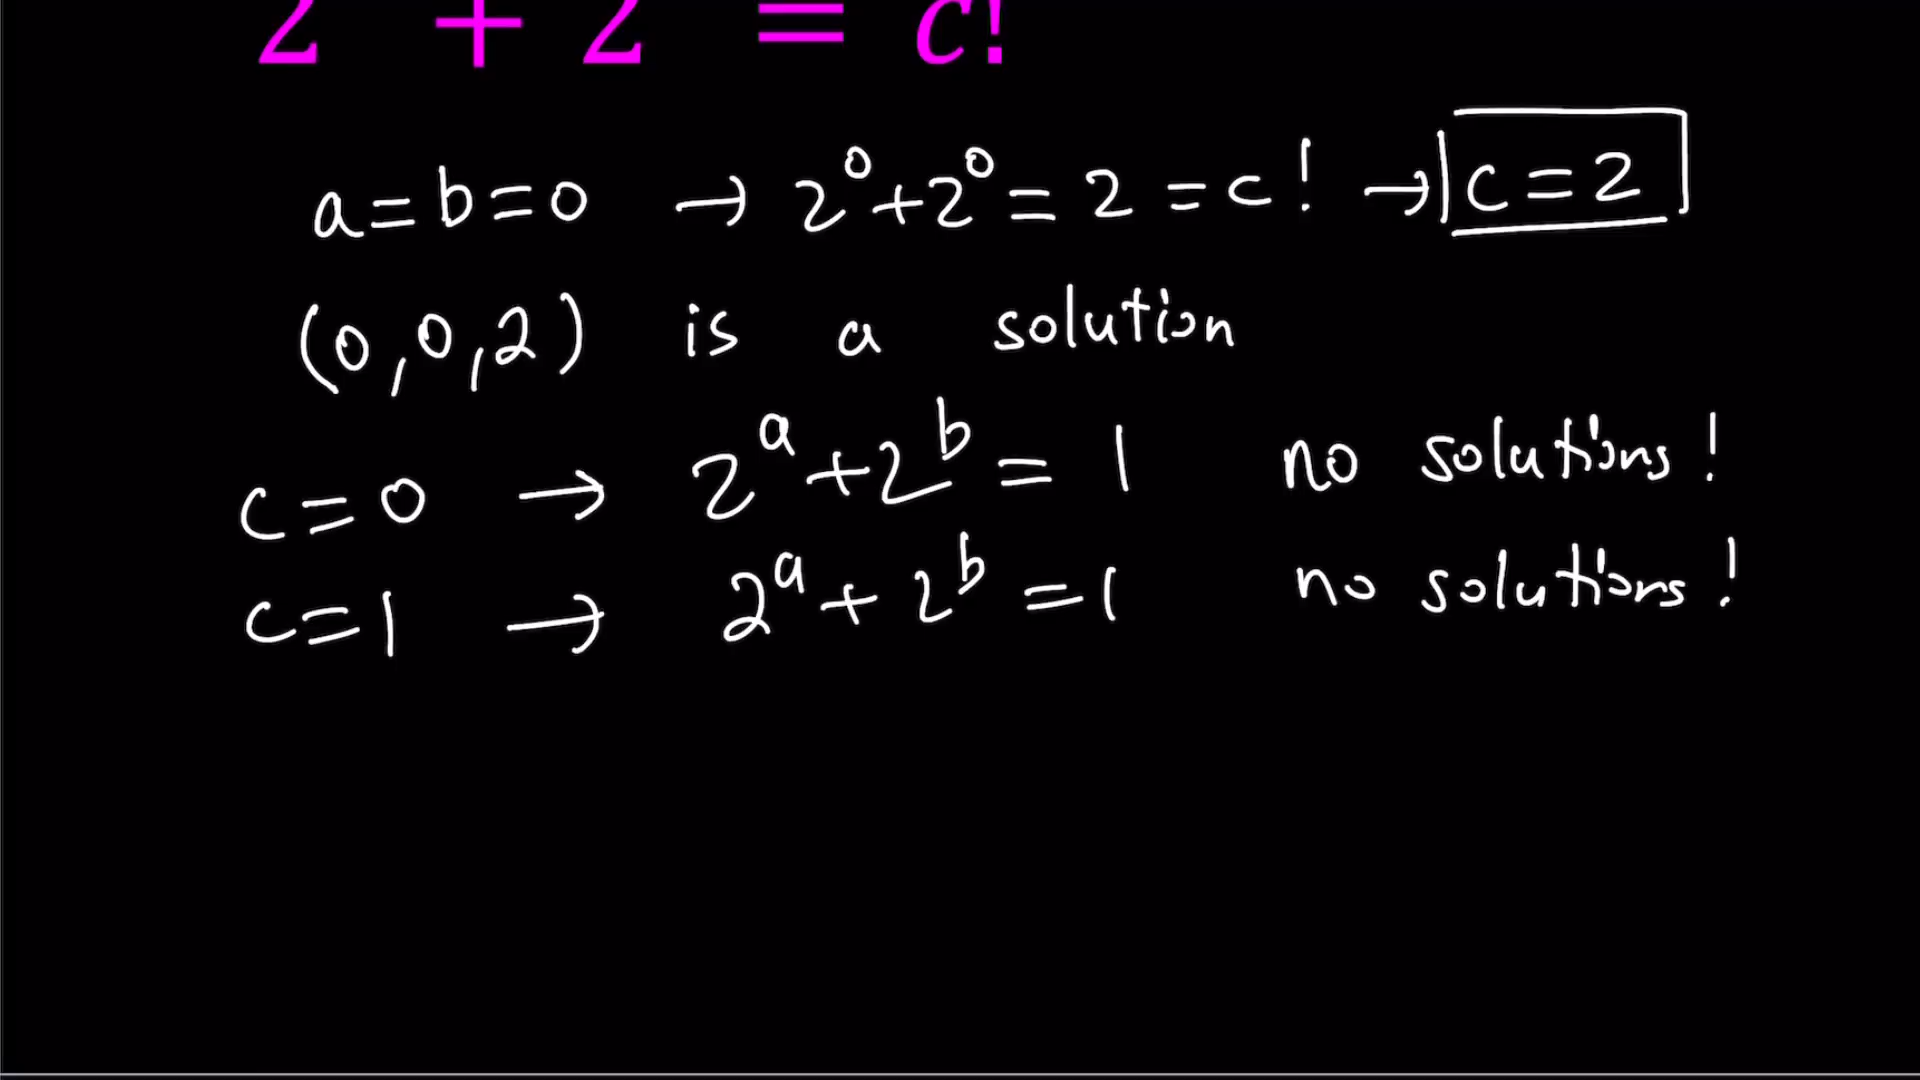 2 + 2 = c!
a=b=0 → 2⁰+2⁰ = 2 = c! → c=2
(0,0,2) is a solution
c=0 → 2ᵃ+2ᵇ = 1 no solutions!
c=1 → 2ᵃ+2ᵇ = 1 no solutions!